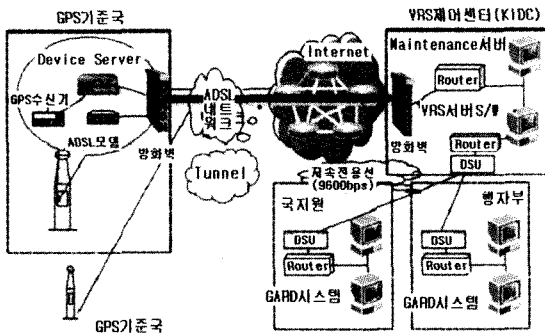 GPS기준국
VRS제어센터(KIDC)
Device Server
GPS수신기
ADSL모뎀
방화벽
ADSL
네트
워크
Tunnel
Internet
Maintenance서버
Router
VRS서버S/W
방화벽
Router
DSU
저속전용선
(9600bps)
국지원
DSU
Router
GARD시스템
행자부
DSU
Router
GARD시스템
GPS기준국